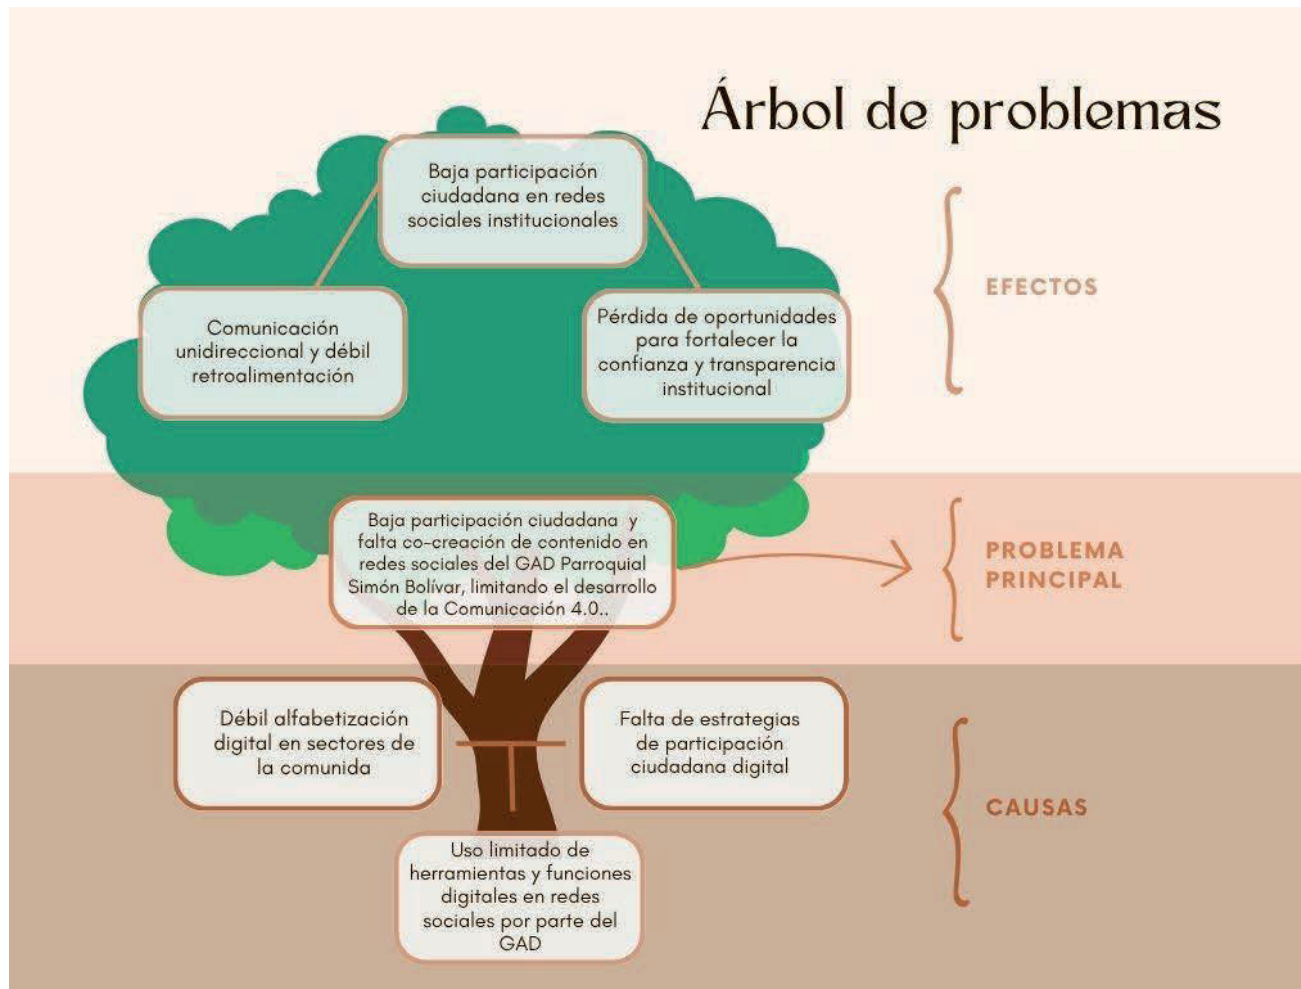 Árbol de problemas
Baja participación
ciudadana en redes
sociales institucionales
EFECTOS
Comunicación
unidireccional y débil
retroalimentación
Pérdida de oportunidades
para fortalecer la
confianza y transparencia
institucional
Baja participación ciudadana y
falta co-creación de contenido en
redes sociales del GAD Parroquial
Simón Bolívar, limitando el desarrollo
de la Comunicación 4.0..
PROBLEMA
PRINCIPAL
Débil alfabetización
digital en sectores de
la comunida
Falta de estrategias
de participación
ciudadana digital
CAUSAS
Uso limitado de
herramientas y funciones
digitales en redes
sociales por parte del
GAD